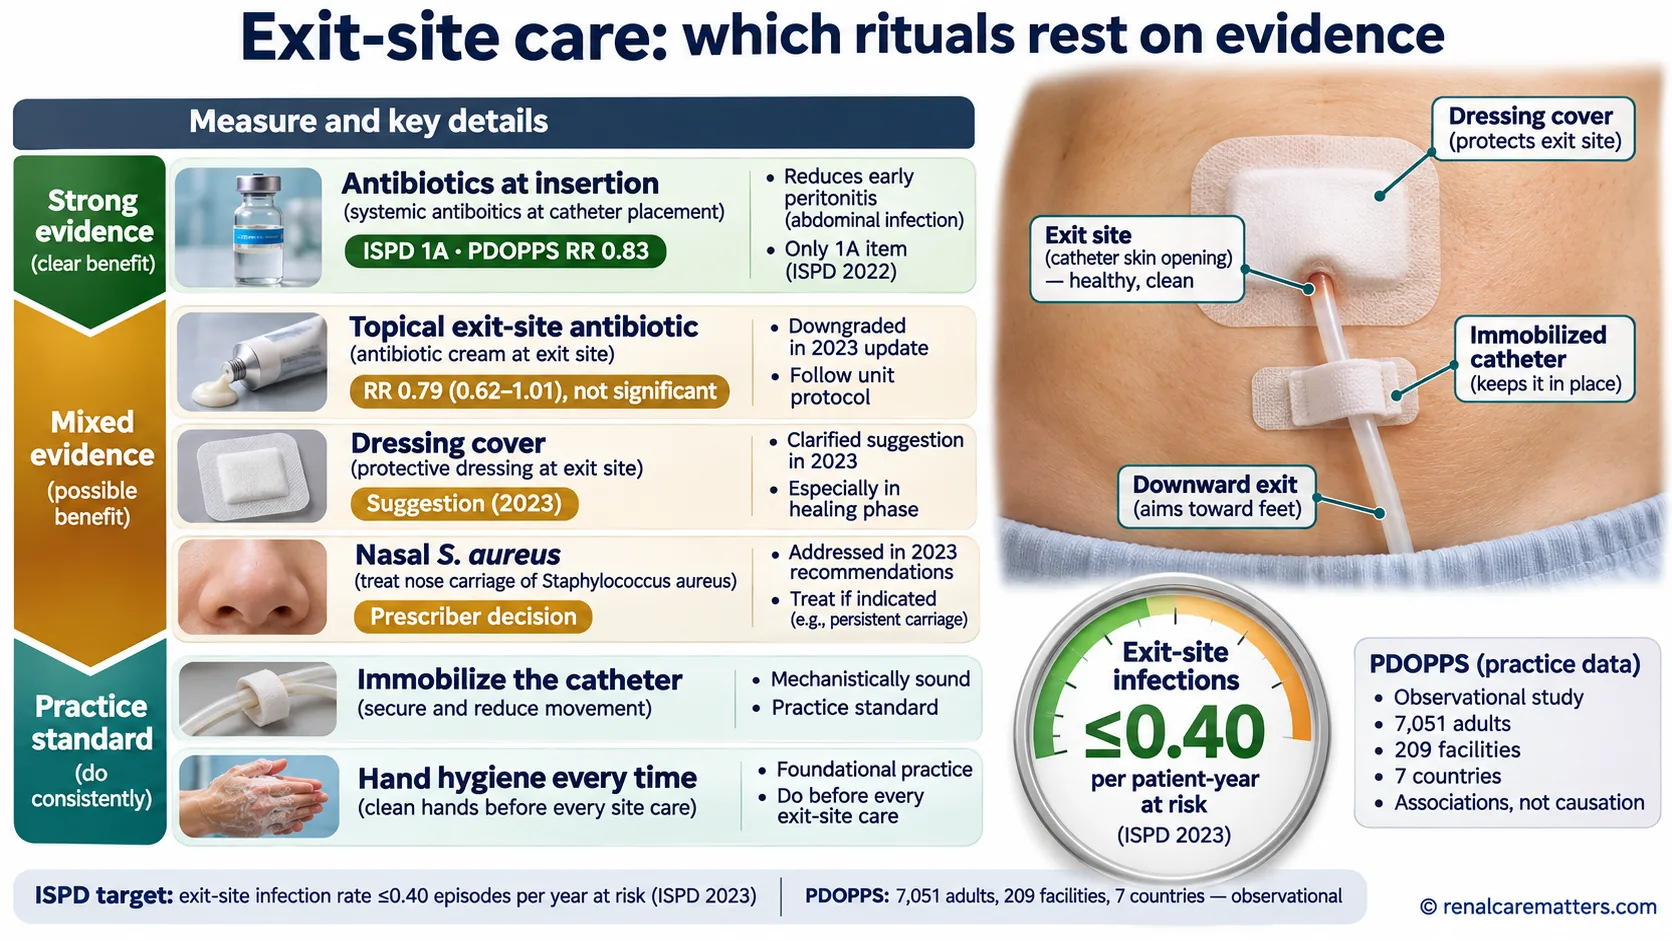 Exit-site care: which rituals rest on evidence
Measure and key details
Strong
evidence
(clear benefit)
Antibiotics at insertion
(systemic antiboitics at catheter placement)
ISPD 1A · PDOPPS RR 0.83
• Reduces early
peritonitis
(abdominal infection)
• Only 1A item
(ISPD 2022)
Mixed
evidence
(possible
benefit)
Topical exit-site antibiotic
(antibiotic cream at exit site)
RR 0.79 (0.62–1.01), not significant
• Downgraded
in 2023 update
• Follow unit
protocol
Dressing cover
(protective dressing at exit site)
Suggestion (2023)
• Clarified suggestion
in 2023
• Especially in
healing phase
Nasal S. aureus
(treat nose carriage of Staphylococcus aureus)
Prescriber decision
• Addressed in 2023
recommendations
• Treat if indicated
(e.g., persistent carriage)
Practice
standard
(do
consistently)
Immobilize the catheter
(secure and reduce movement)
• Mechanistically sound
• Practice standard
Hand hygiene every time
(clean hands before every site care)
• Foundational practice
• Do before every
exit-site care
Dressing cover
(protects exit site)
Exit site
(catheter skin opening)
— healthy, clean
Immobilized
catheter
(keeps it in place)
Downward exit
(aims toward feet)
Exit-site
infections
≤0.40
per patient-year
at risk
(ISPD 2023)
PDOPPS (practice data)
• Observational study
• 7,051 adults
• 209 facilities
• 7 countries
• Associations, not causation
ISPD target: exit-site infection rate ≤0.40 episodes per year at risk (ISPD 2023)
PDOPPS: 7,051 adults, 209 facilities, 7 countries — observational
© renalcarematters.com